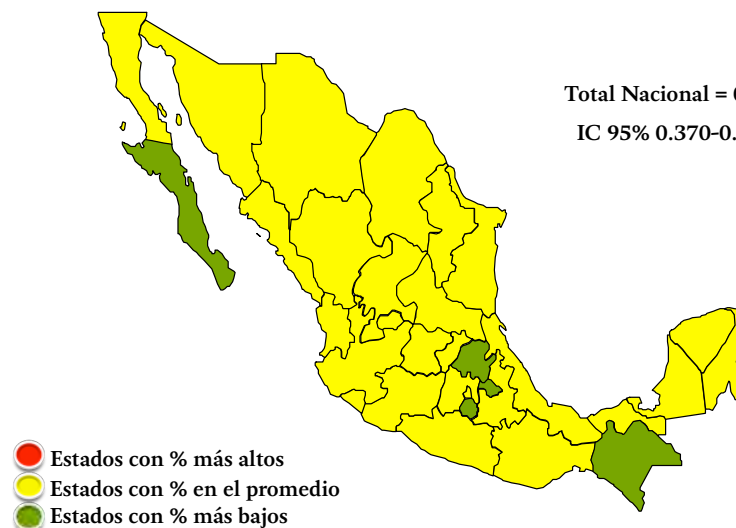 Total Nacional =
IC 95% 0.370-0.
Estados con % más altos
Estados con % en el promedio
Estados con % más bajos